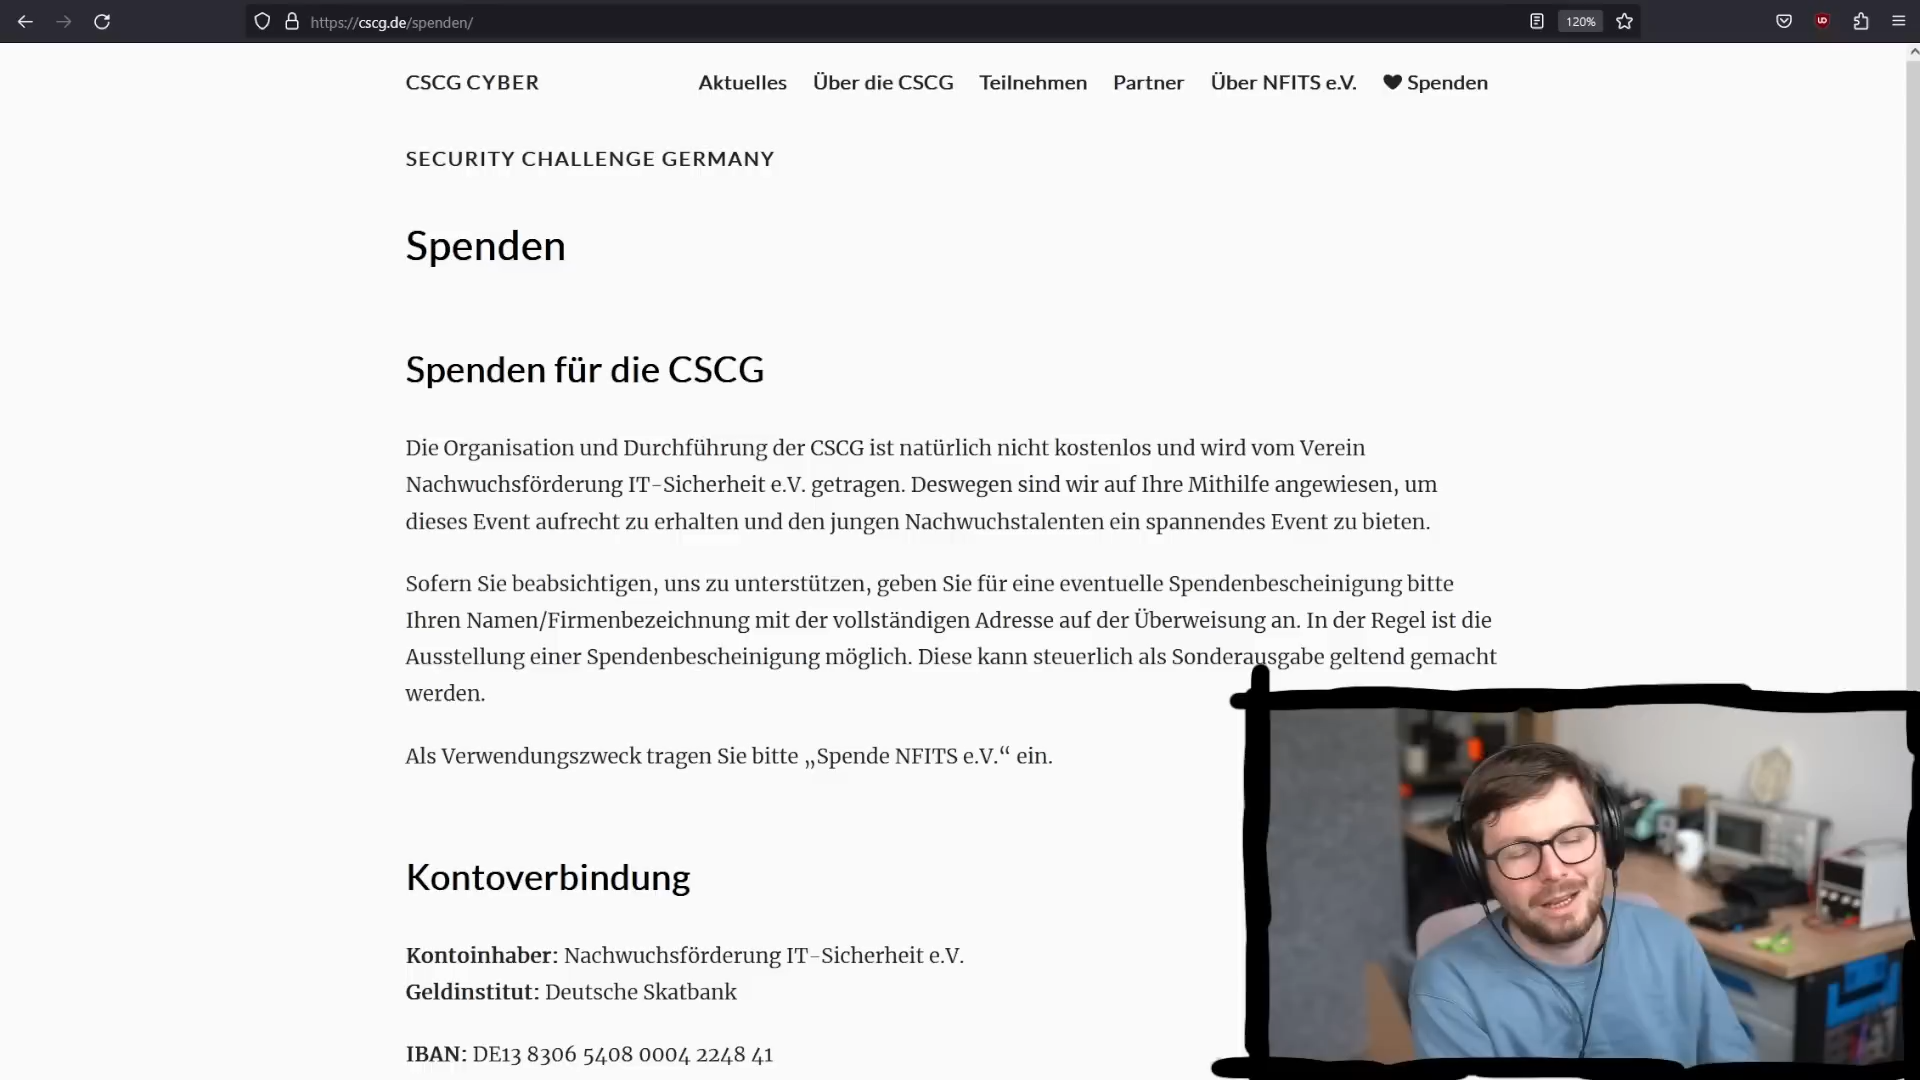 https://cscg.de/spenden/
120%
CSCG CYBER
Aktuelles Über die CSCG Teilnehmen Partner Über NFITS e.V. Spenden
SECURITY CHALLENGE GERMANY
Spenden
Spenden für die CSCG
Die Organisation und Durchführung der CSCG ist natürlich nicht kostenlos und wird vom Verein
Nachwuchsförderung IT-Sicherheit e.V. getragen. Deswegen sind wir auf Ihre Mithilfe angewiesen, um
dieses Event aufrecht zu erhalten und den jungen Nachwuchstalenten ein spannendes Event zu bieten.
Sofern Sie beabsichtigen, uns zu unterstützen, geben Sie für eine eventuelle Spendenbescheinigung bitte
Ihren Namen/Firmenbezeichnung mit der vollständigen Adresse auf der Überweisung an. In der Regel ist die
Ausstellung einer Spendenbescheinigung möglich. Diese kann steuerlich als Sonderausgabe geltend gemacht
werden.
Als Verwendungszweck tragen Sie bitte „Spende NFITS e.V.“ ein.
Kontoverbindung
Kontoinhaber: Nachwuchsförderung IT-Sicherheit e.V.
Geldinstitut: Deutsche Skatbank
IBAN: DE13 8306 5408 0004 2248 41